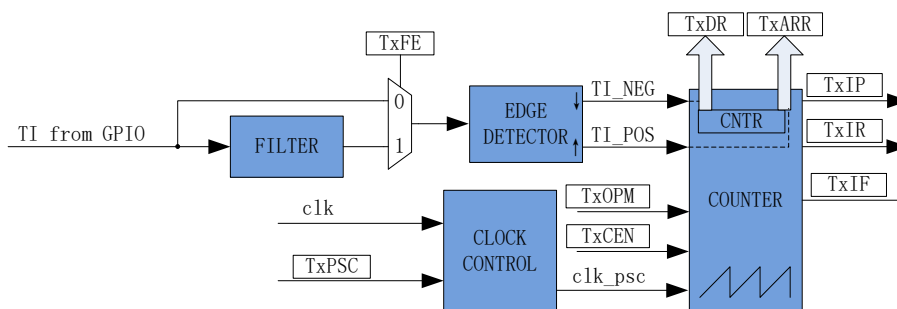 TxDR
TxARR
TxFE
TI_NEG
TxIP
0
EDGE
DETECTOR
CNTR
TI from GPIO
FILTER
1
TI_POS
TxIR
TxIF
TxOPM
COUNTER
clk
CLOCK
CONTROL
TxCEN
TxPSC
clk_psc